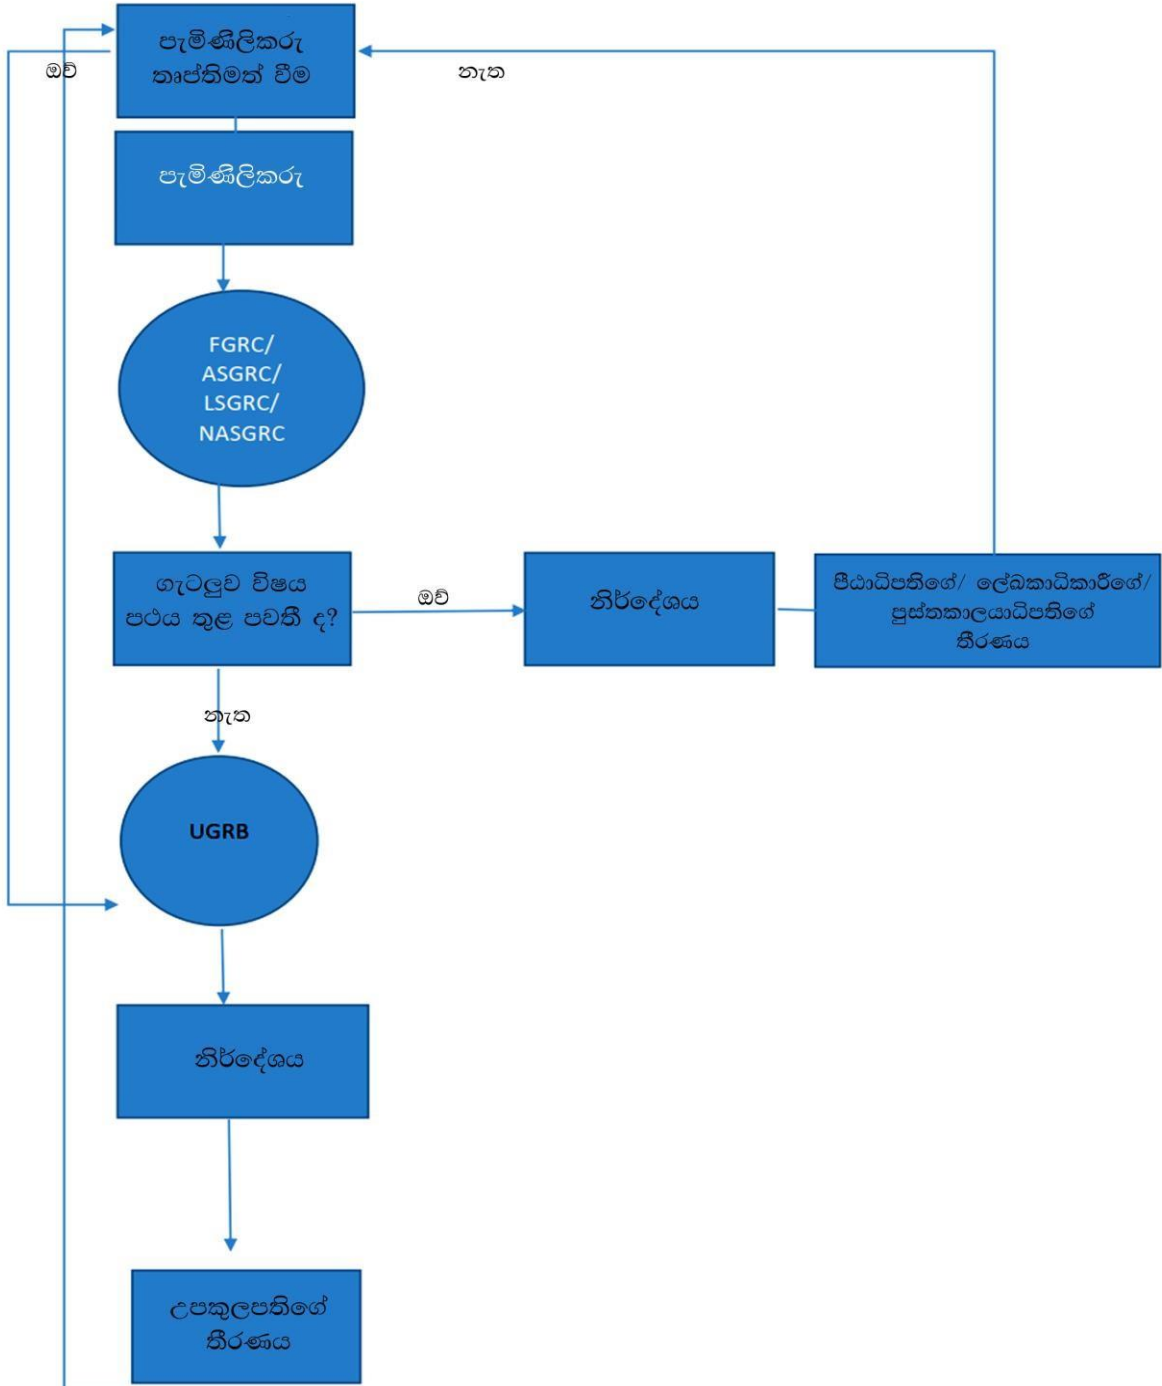 පැමිණිලිකරු
තෘප්තිමත් වීම
ඔව්
නැත
පැමිණිලිකරු
FGRC/
ASGRC/
LSGRC/
NASGRC
ගැටලුව විෂය
පථය තුළ පවතී ද?
ඔව්
නිර්දේශය
පීඨාධිපතිගේ/ ලේඛකාධිකාරීගේ/
පුස්තකාලයාධිපතිගේ
තීරණය
නැත
UGRB
නිර්දේශය
උපකුලපතිගේ
තීරණය